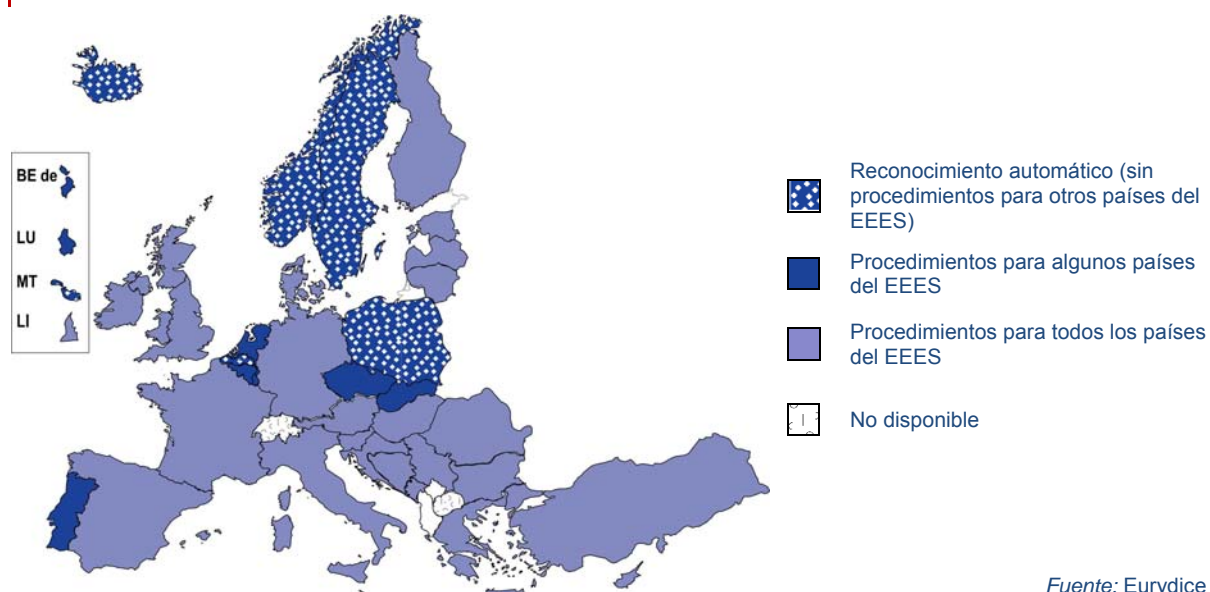 BE de
LU
MT
LI
Reconocimiento automático (sin
procedimientos para otros países del
EEES)
Procedimientos para algunos países
del EEES
Procedimientos para todos los países
del EEES
No disponible
Fuente: Eurydice